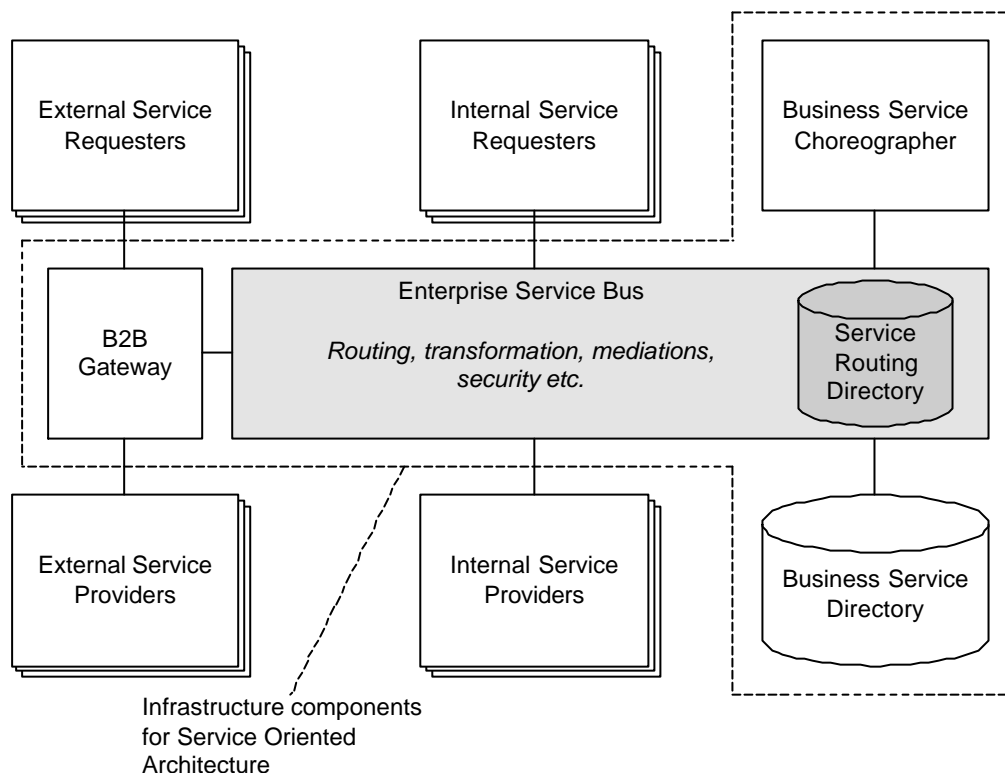 External Service
Requesters
Internal Service
Requesters
Business Service
Choreographer
B2B
Gateway
Enterprise Service Bus
Routing, transformation, mediations,
security etc.
Service
Routing
Directory
External Service
Providers
Internal Service
Providers
Business Service
Directory
Infrastructure components
for Service Oriented
Architecture